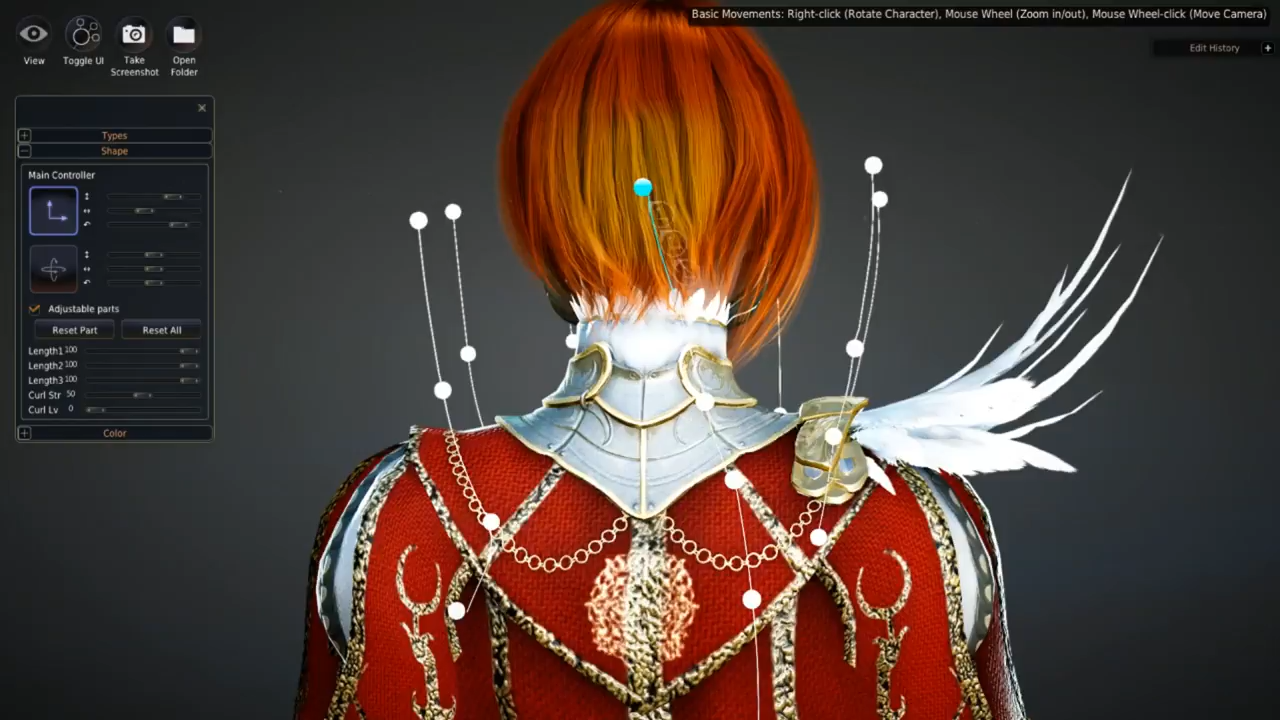 Basic Movements: Right-click (Rotate Character), Mouse Wheel (Zoom in/out), Mouse Wheel-click (Move Camera)
Edit History
View
Toggle UI
Take Screenshot
Open Folder
Types
Shape
Main Controller
Adjustable parts
Reset Part
Reset All
Length1 100
Length2 100
Length3 100
Curl Str 50
Curl Lv 0
Color